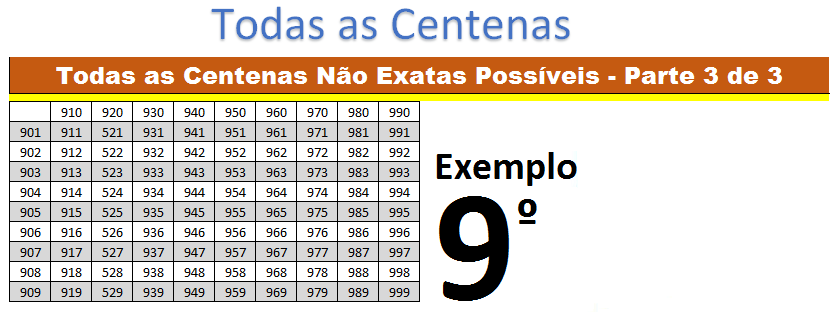 Todas as Centenas
Todas as Centenas Não Exatas Possíveis - Parte 3 de 3
910 920 930 940 950 960 970 980 990
901 911 521 931 941 951 961 971 981 991
902 912 522 932 942 952 962 972 982 992
903 913 523 933 943 953 963 973 983 993
904 914 524 934 944 954 964 974 984 994
905 915 525 935 945 955 965 975 985 995
906 916 526 936 946 956 966 976 986 996
907 917 527 937 947 957 967 977 987 997
908 918 528 938 948 958 968 978 988 998
909 919 529 939 949 959 969 979 989 999
Exemplo
9º